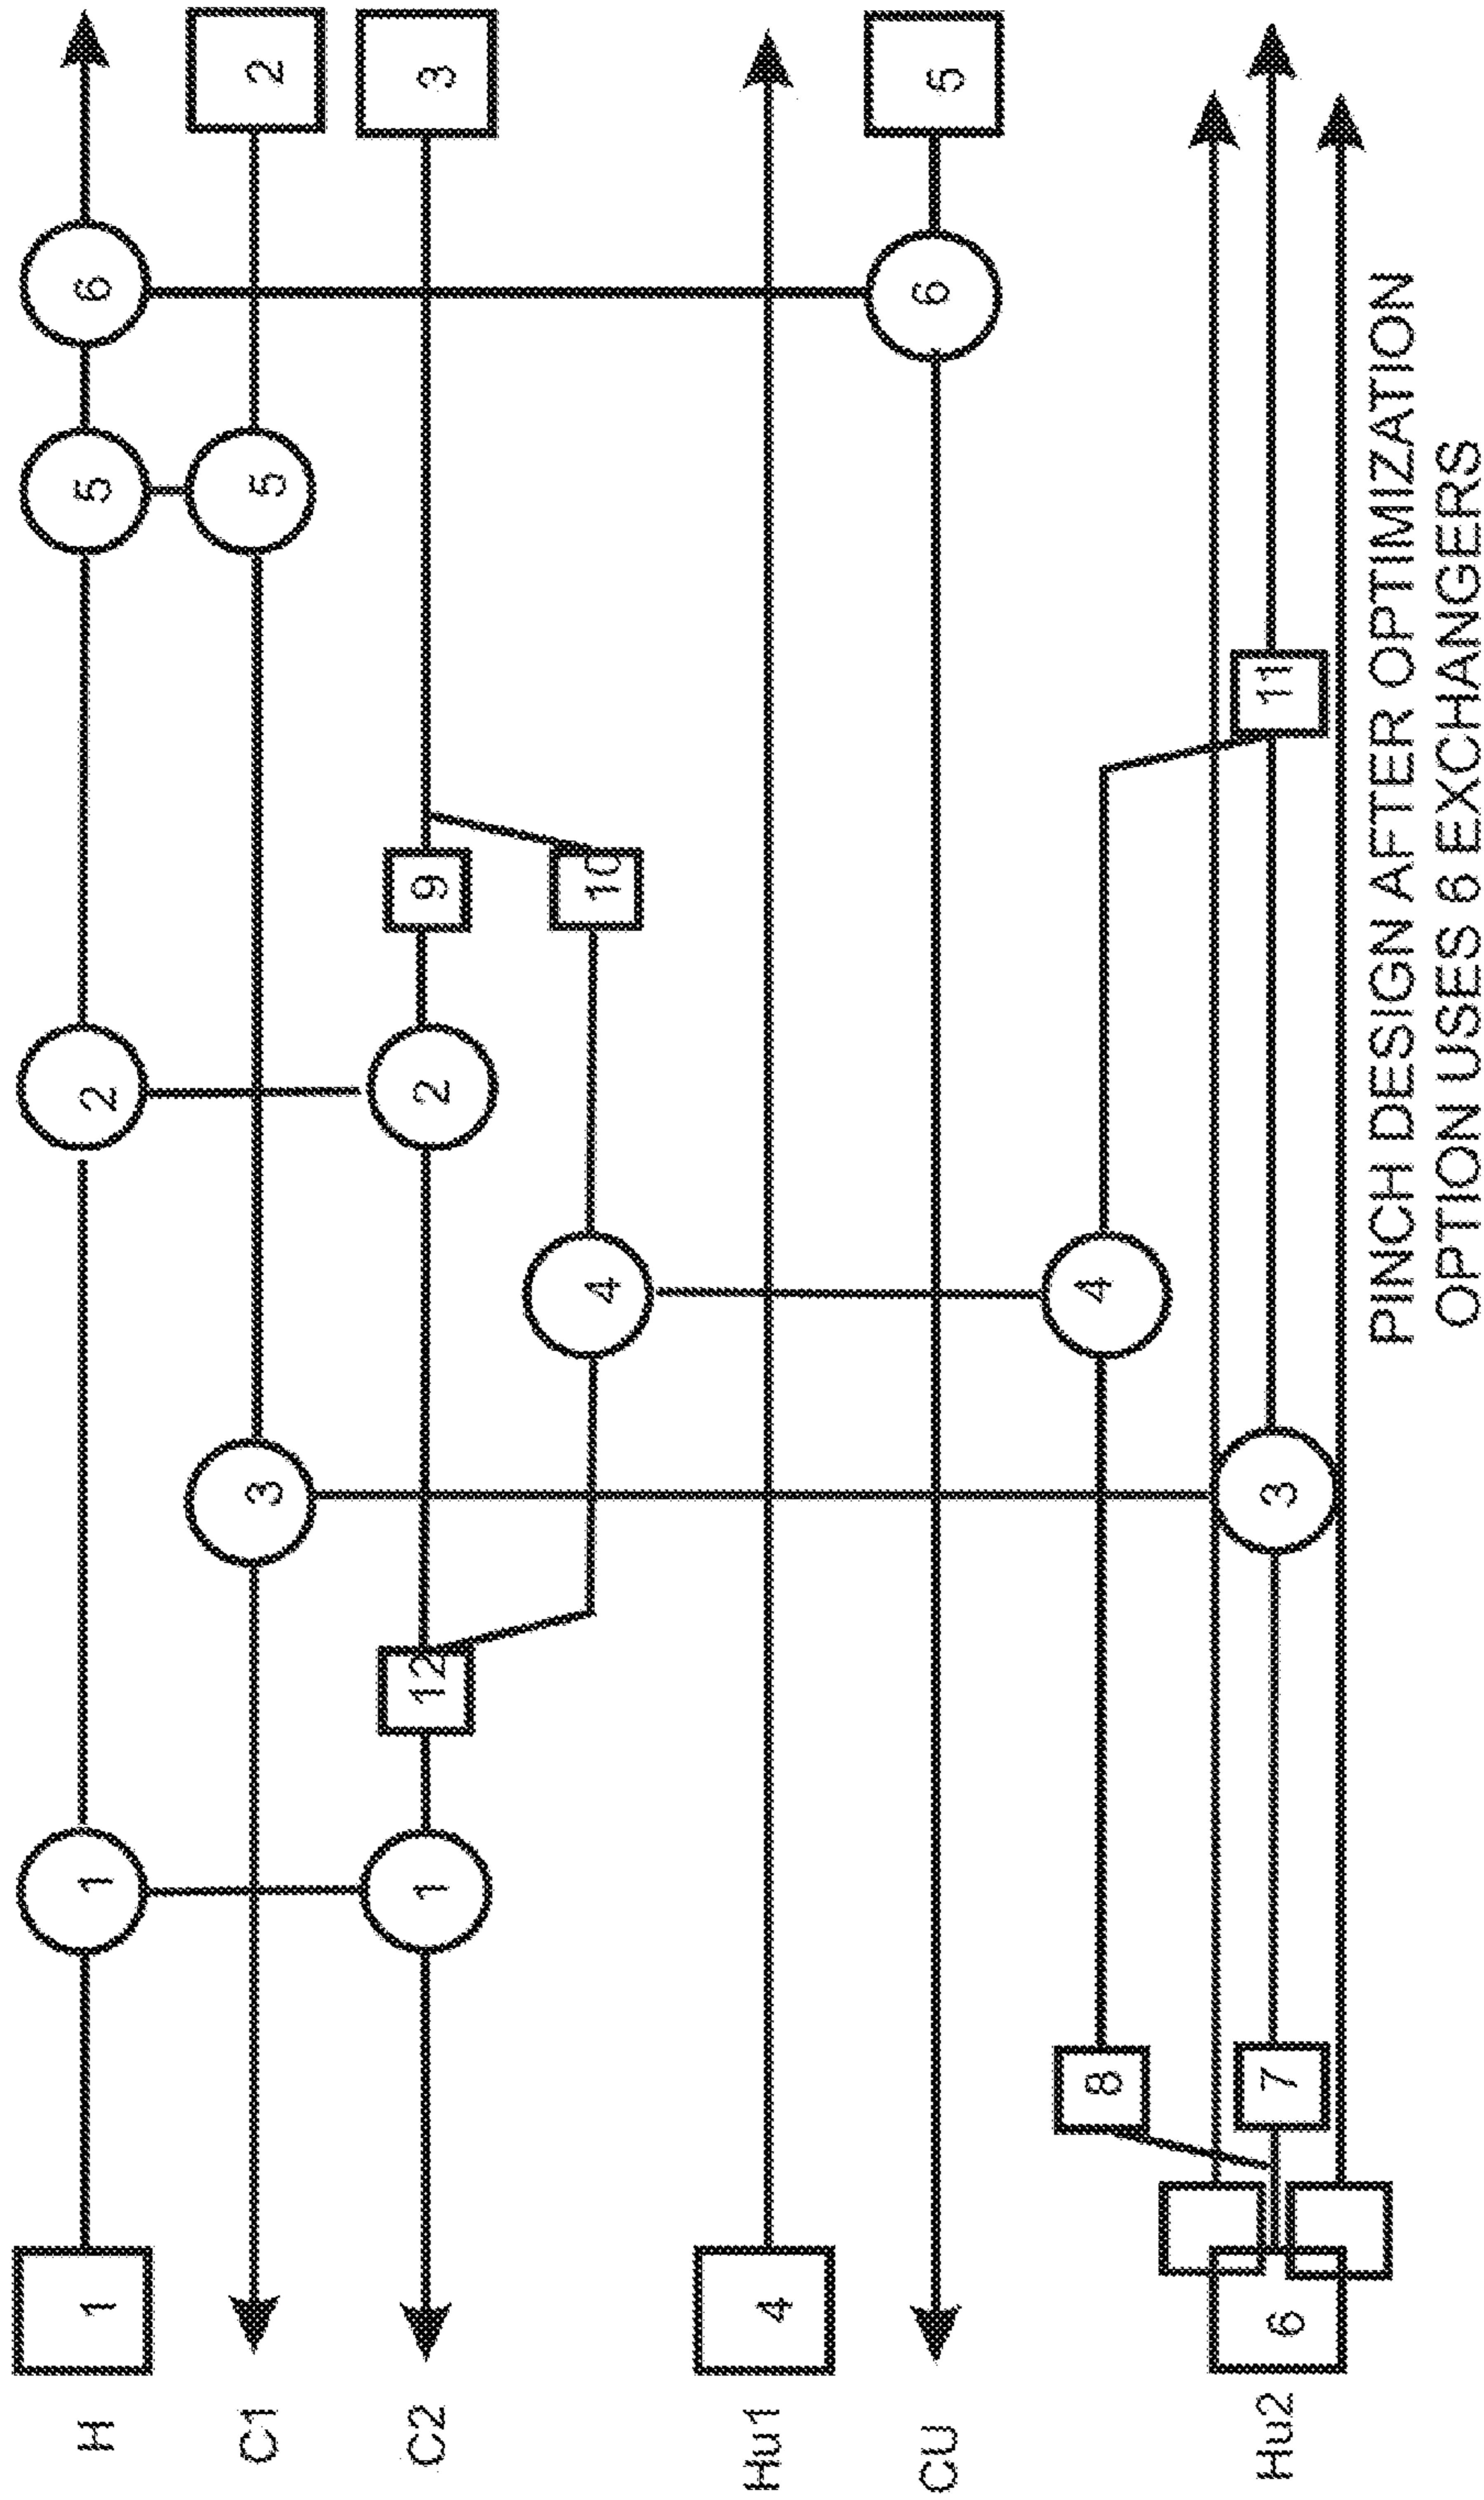 H 1 1 2 5 6
C1 3 5 2
C2 1 12 2 9 3
4 10
Hu1 4
CU 6 5
8 4
Hu2 6 7 3 11
PINCH DESIGN AFTER OPTIMIZATION
OPTION USES 6 EXCHANGERS